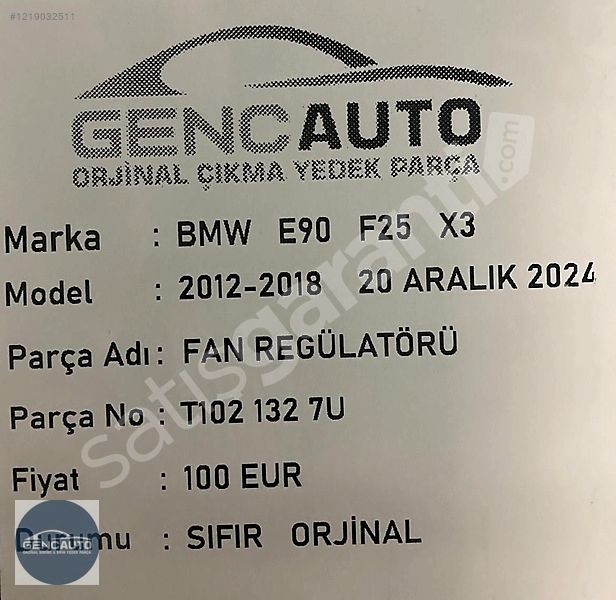 #1219032511
GENCAUTO
ORJİNAL ÇIKMA YEDEK PARÇA
Marka : BMW E90 F25 X3
Model : 2012-2018 20 ARALIK 2024
Parça Adı : FAN REGÜLATÖRÜ
Parça No : T102 132 7U
Fiyat : 100 EUR
Durumu : SIFIR ORJİNAL
satışgaranti.com
GENCAUTO